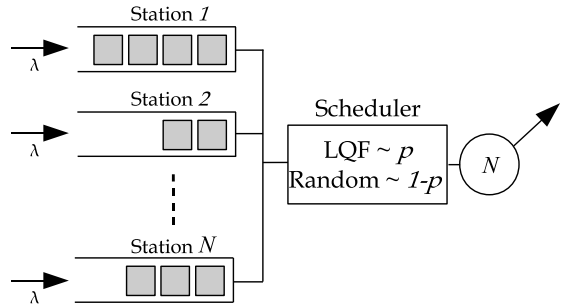 Station 1
λ
Station 2
λ
Scheduler
LQF ~ p
Random ~ 1-p
N
Station N
λ